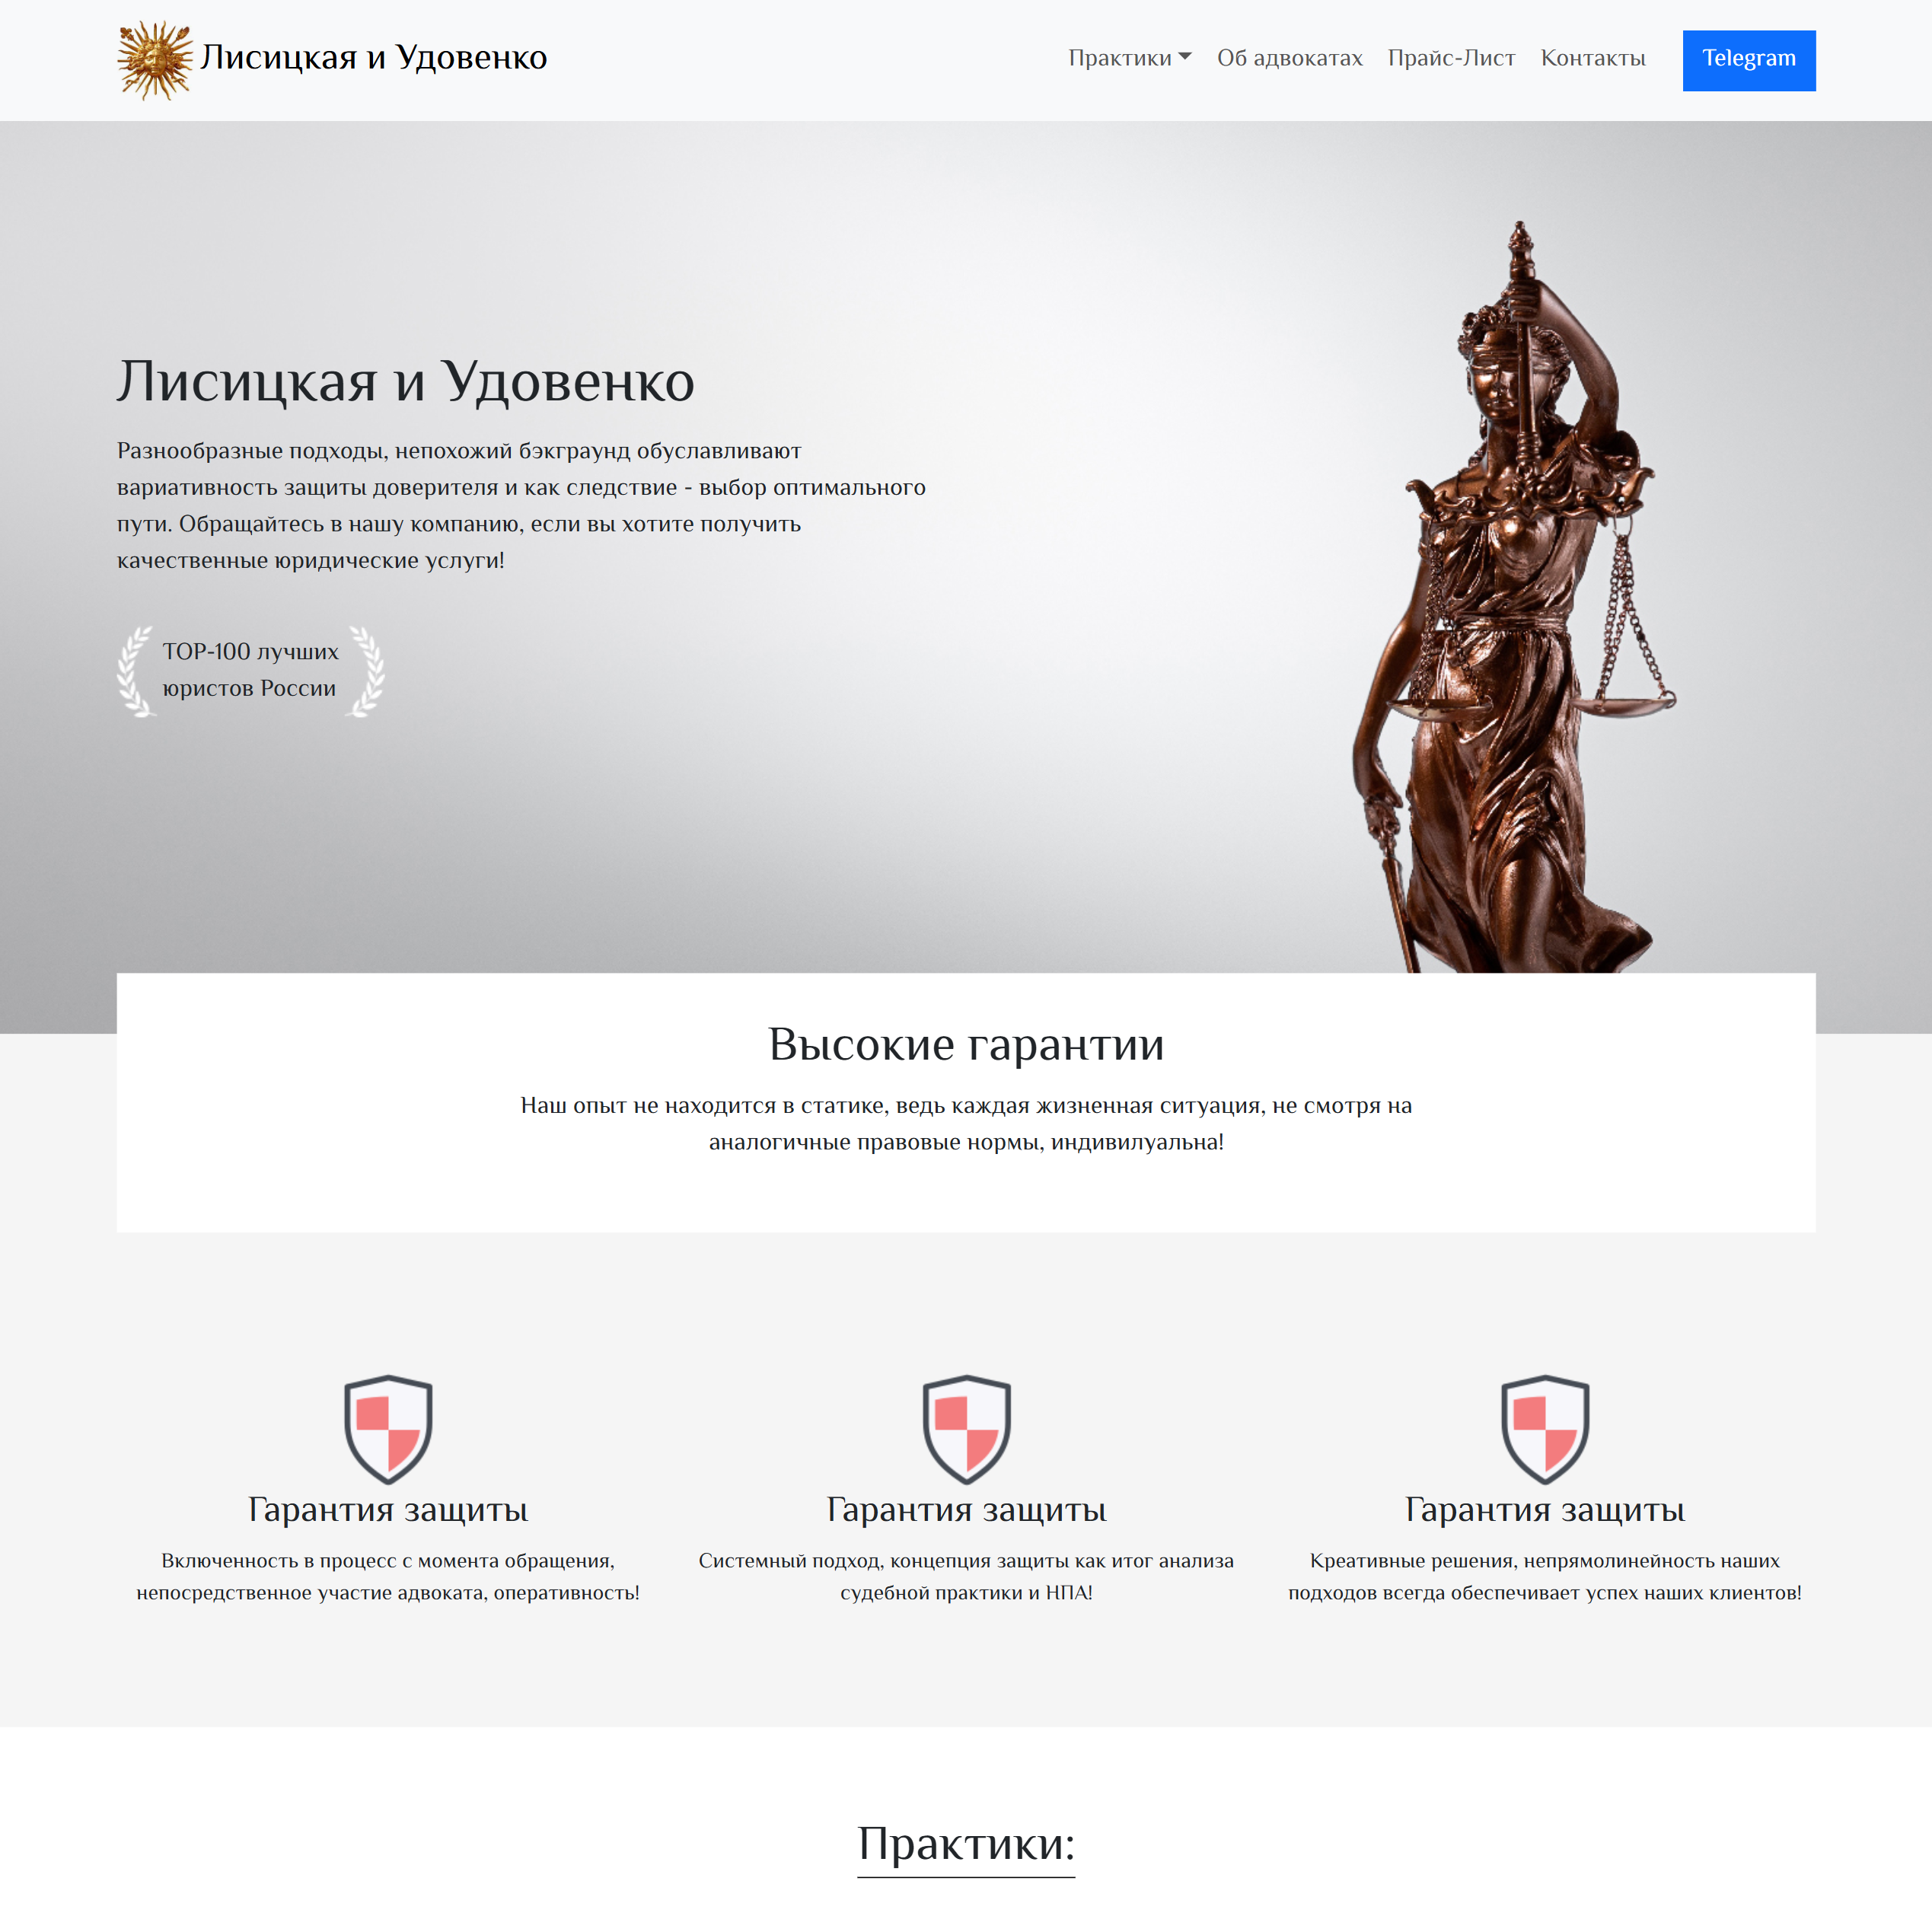 Лисицкая и Удовенко
Практики
Об адвокатах
Прайс-Лист
Контакты
Telegram
Лисицкая и Удовенко
Разнообразные подходы, непохожий бэкграунд обуславливают
вариативность защиты доверителя и как следствие - выбор оптимального
пути. Обращайтесь в нашу компанию, если вы хотите получить
качественные юридические услуги!
TOP-100 лучших
юристов России
Высокие гарантии
Наш опыт не находится в статике, ведь каждая жизненная ситуация, не смотря на
аналогичные правовые нормы, индивилуальна!
Гарантия защиты
Включенность в процесс с момента обращения,
непосредственное участие адвоката, оперативность!
Гарантия защиты
Системный подход, концепция защиты как итог анализа
судебной практики и НПА!
Гарантия защиты
Креативные решения, непрямолинейность наших
подходов всегда обеспечивает успех наших клиентов!
Практики: